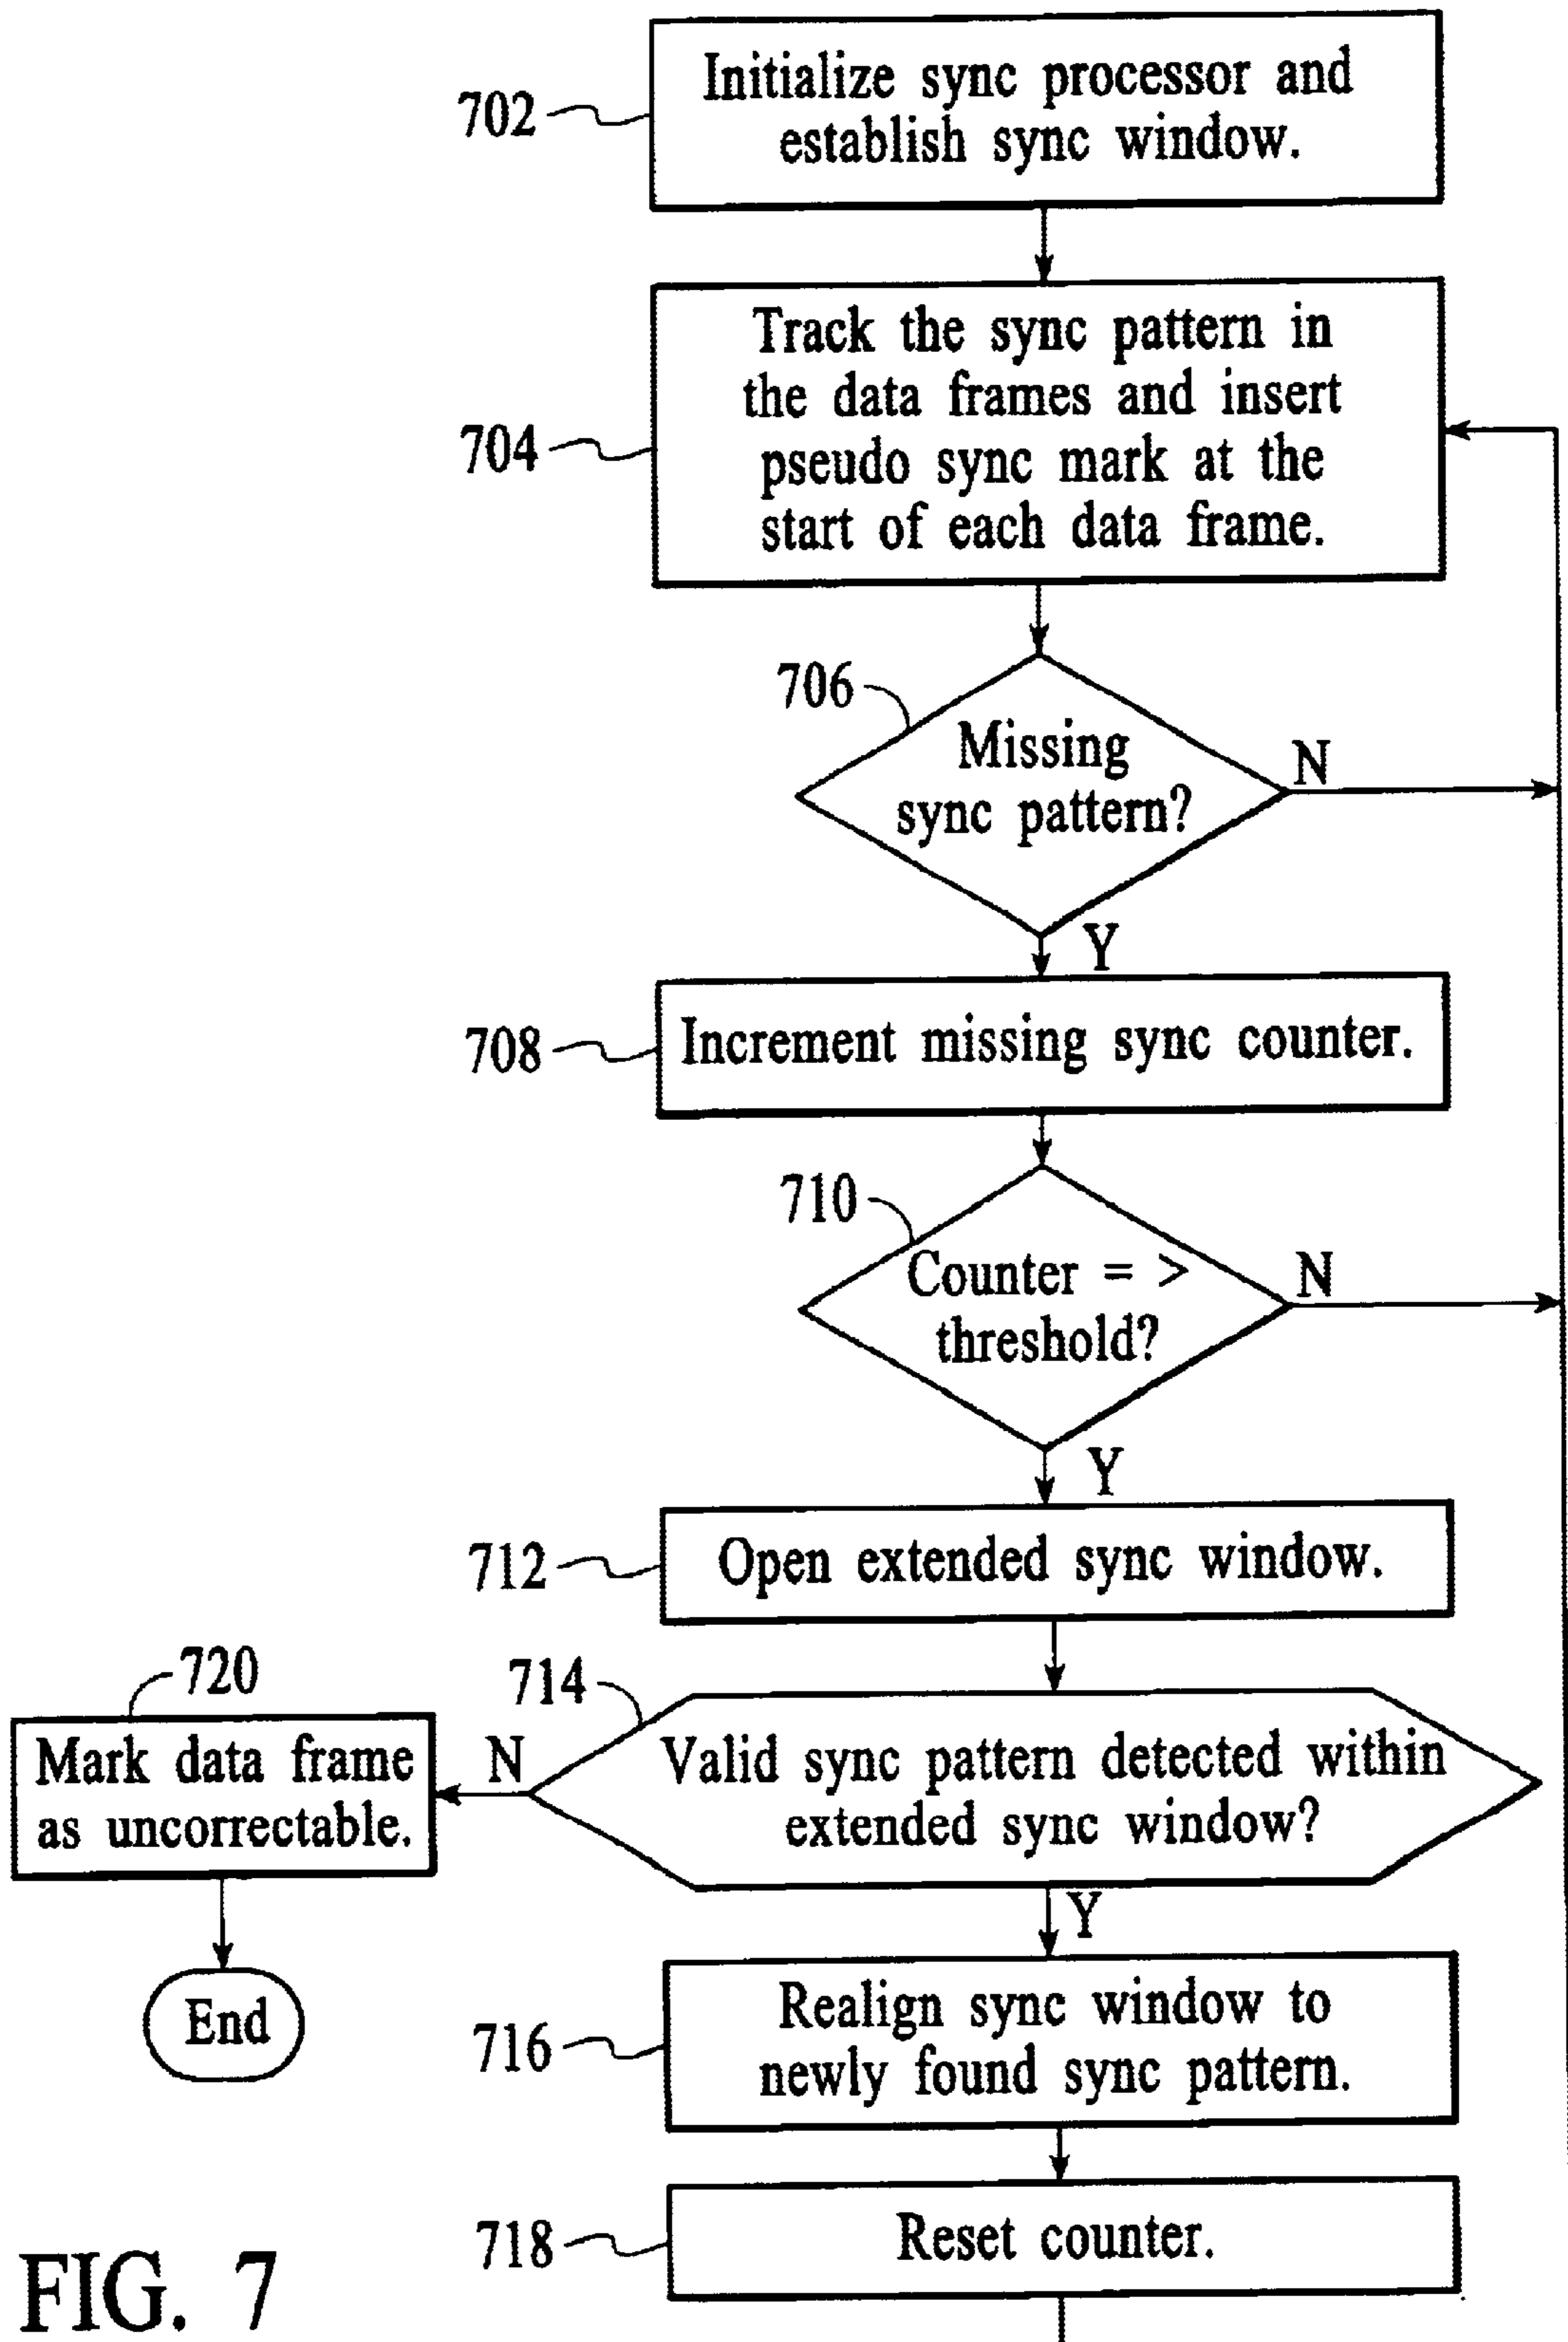 702
Initialize sync processor and
establish sync window.
704
Track the sync pattern in
the data frames and insert
pseudo sync mark at the
start of each data frame.
706
Missing
sync pattern?
N
Y
708
Increment missing sync counter.
710
Counter = >
threshold?
N
Y
712
Open extended sync window.
720
Mark data frame
as uncorrectable.
N
714
Valid sync pattern detected within
extended sync window?
Y
End
716
Realign sync window to
newly found sync pattern.
718
Reset counter.
FIG. 7